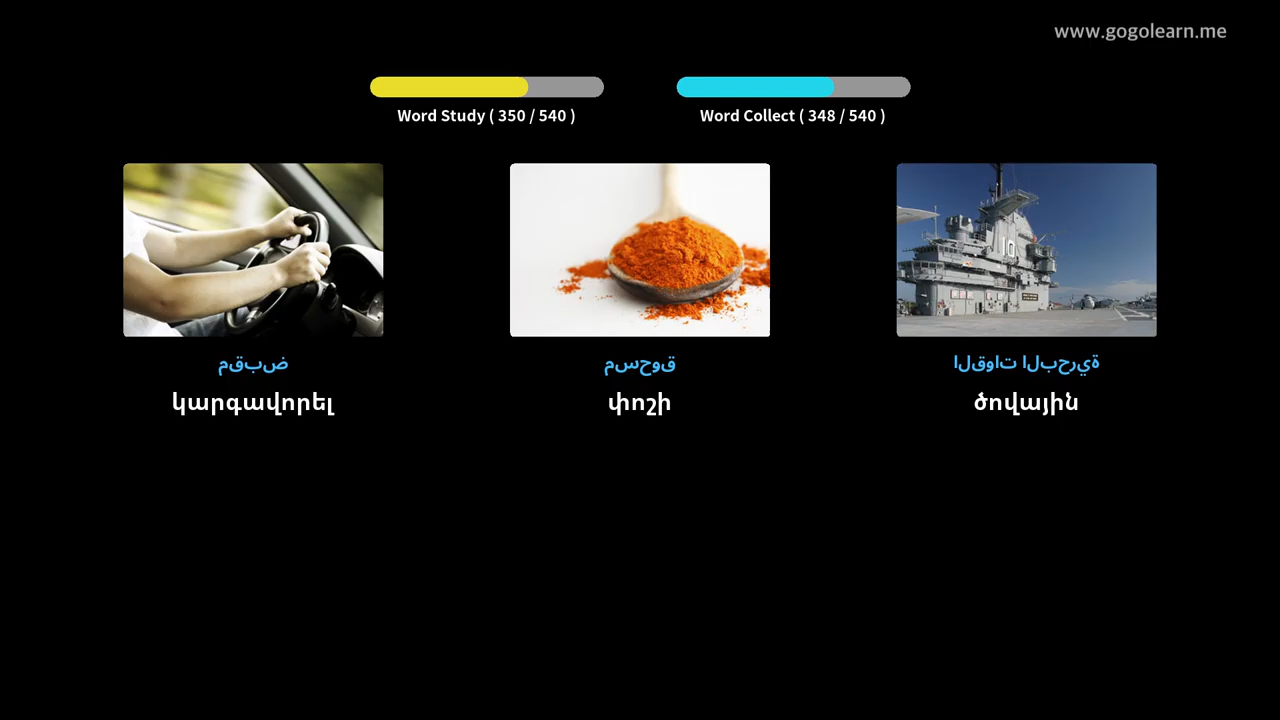 www.gogolearn.me
Word Study ( 350 / 540 )
Word Collect ( 348 / 540 )
مقبض
مسحوق
القوات البحرية
կարգավորել
փոշի
ծովային